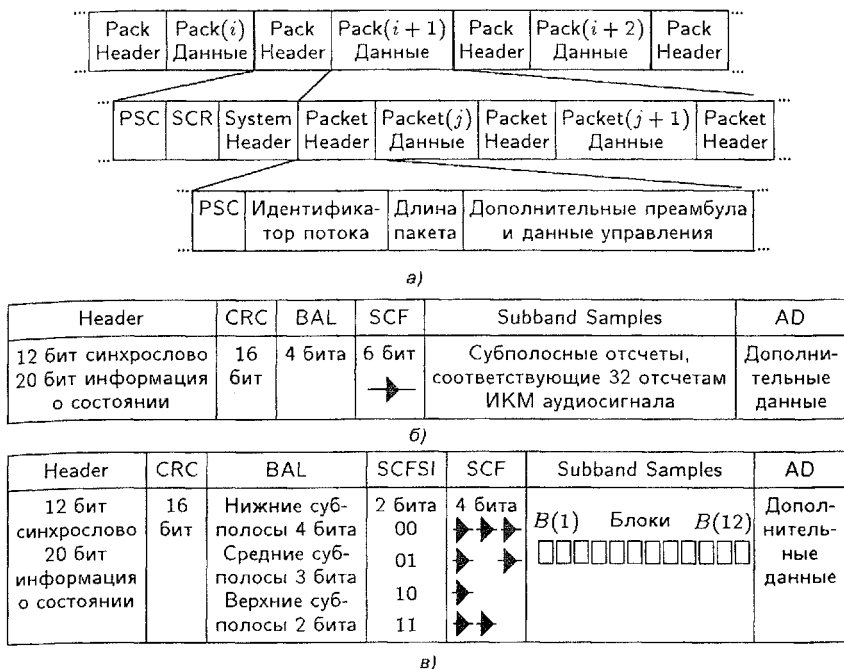 Pack Header Pack(i) Данные Pack Header Pack(i + 1) Данные Pack Header Pack(i + 2) Данные Pack Header
PSC SCR System Header Packet Header Packet(j) Данные Packet Header Packet(j + 1) Данные Packet Header
PSC Идентифика-тор потока Длина пакета Дополнительные преамбула и данные управления
а)
Header CRC BAL SCF Subband Samples AD
12 бит синхрослово 16 4 бита 6 бит Субполосные отсчеты, Дополни-
20 бит информация бит соответствующие 32 отсчетам тельные
о состоянии ИКМ аудиосигнала данные
б)
Header CRC BAL SCFSI SCF Subband Samples AD
12 бит 16 Нижние суб- 2 бита 4 бита Допол-
синхрослово бит полосы 4 бита 00 B(1) Блоки B(12) нитель-
20 бит Средние суб- 01 ные
информация полосы 3 бита данные
о состоянии Верхние суб- 10
полосы 2 бита 11
в)